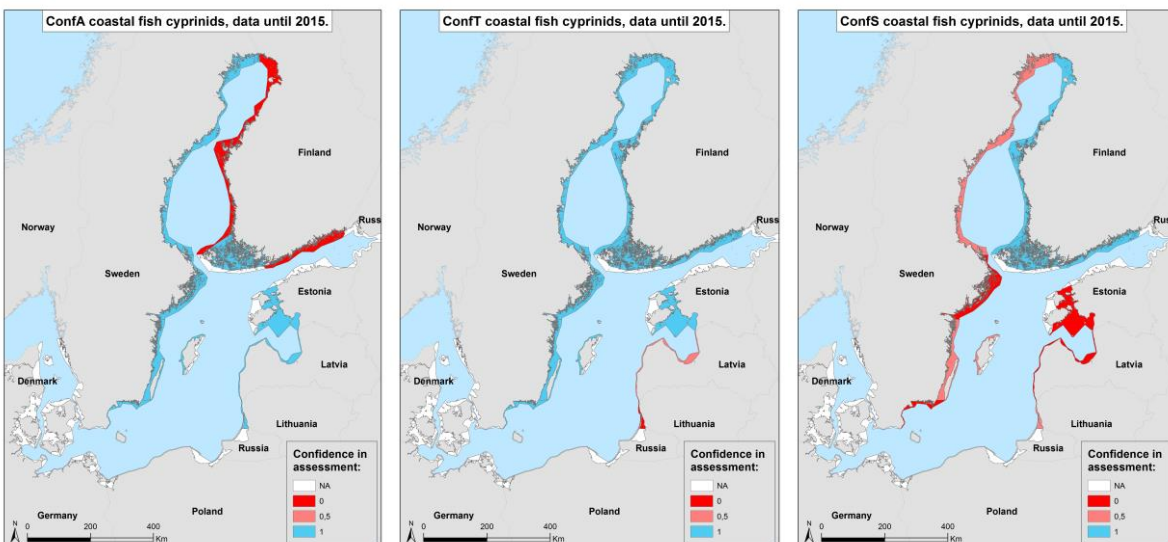 ConfA coastal fish cyprinids, data until 2015.
Finland
Norway
Russ
Sweden
Estonia
Latvia
Denmark
Lithuania
Russia
Confidence in
assessment:
NA
0
0,5
1
Germany
Poland
N
0 200 400
Km
ConfT coastal fish cyprinids, data until 2015.
Finland
Norway
Russ
Sweden
Estonia
Latvia
Denmark
Lithuania
Russia
Confidence in
assessment:
NA
0
0,5
1
Germany
Poland
N
0 200 400
Km
ConfS coastal fish cyprinids, data until 2015.
Finland
Norway
Russ
Sweden
Estonia
Latvia
Denmark
Lithuania
Russia
Confidence in
assessment:
NA
0
0,5
1
Germany
Poland
N
0 200 400
Km